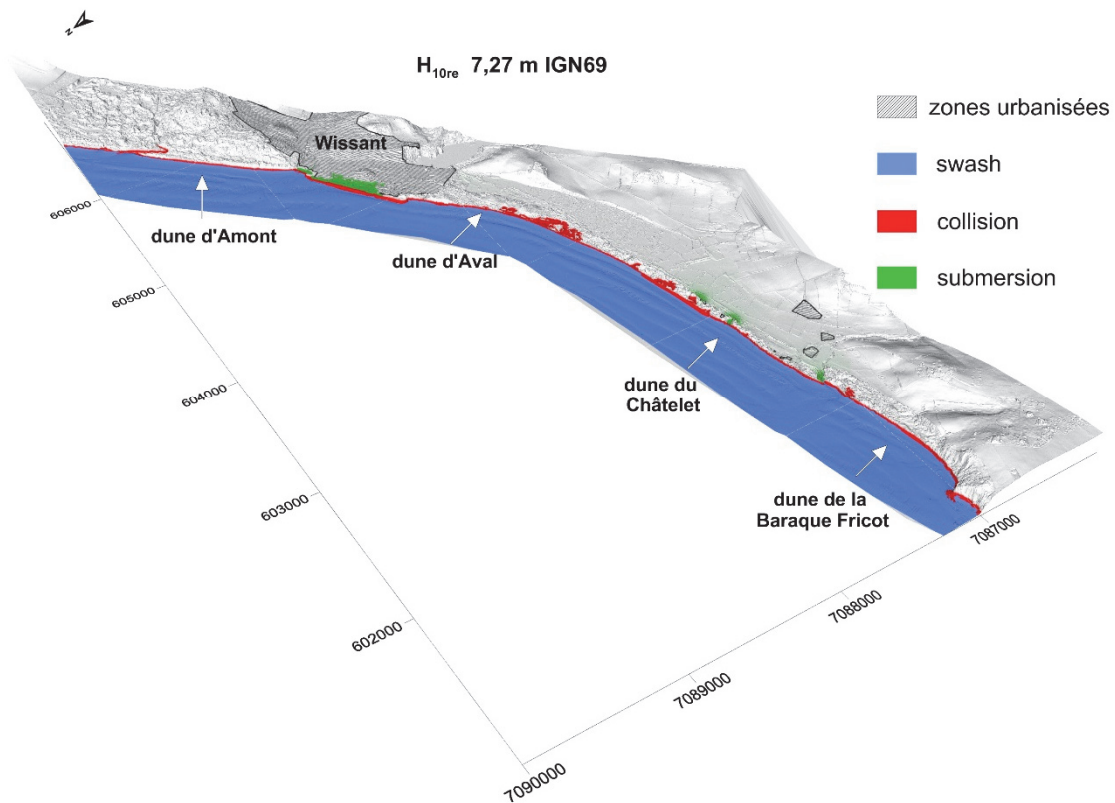 N
H10re 7,27 m IGN69
zones urbanisées
swash
collision
submersion
Wissant
dune d'Amont
dune d'Aval
dune du
Châtelet
dune de la
Baraque Fricot
606000
605000
604000
603000
602000
7090000
7089000
7088000
7087000